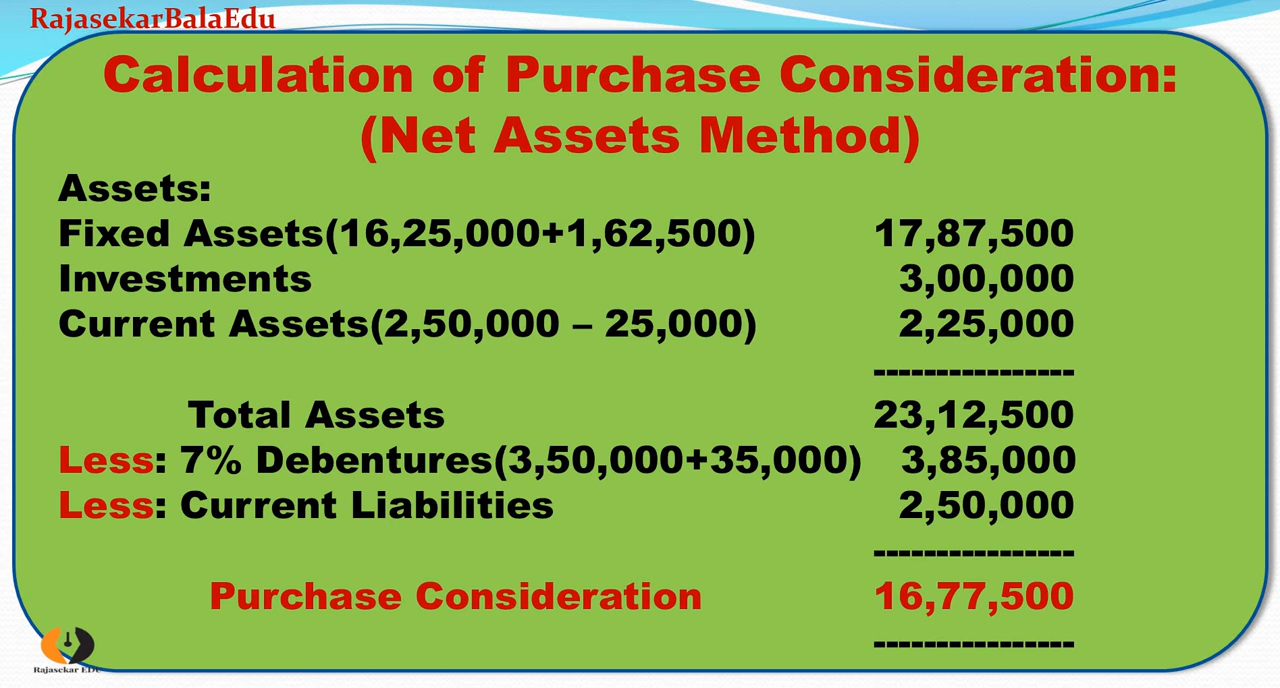 RajasekarBalaEdu
Calculation of Purchase Consideration:
(Net Assets Method)
Assets:
Fixed Assets(16,25,000+1,62,500) 17,87,500
Investments 3,00,000
Current Assets(2,50,000 – 25,000) 2,25,000
----------------
Total Assets 23,12,500
Less: 7% Debentures(3,50,000+35,000) 3,85,000
Less: Current Liabilities 2,50,000
----------------
Purchase Consideration 16,77,500
----------------
Rajasekar EDU